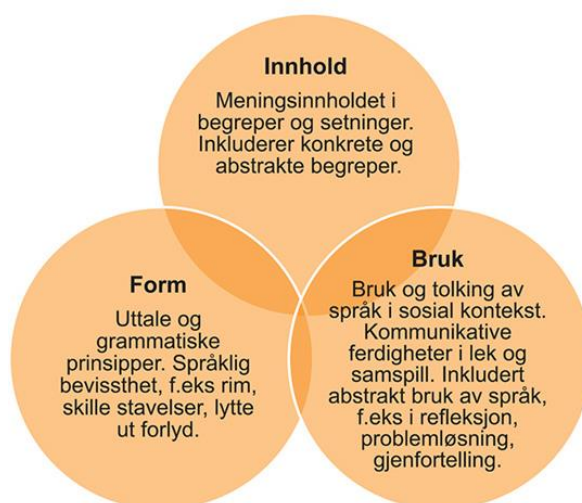 Innhold
Meningsinnholdet i
begreper og setninger.
Inkluderer konkrete og
abstrakte begreper.
Form
Uttale og
grammatiske
prinsipper. Språklig
bevissthet, f.eks rim,
skille stavelser, lytte
ut forlyd.
Bruk
Bruk og tolking av
språk i sosial kontekst.
Kommunikative
ferdigheter i lek og
samspill. Inkludert
abstrakt bruk av språk,
f.eks i refleksjon,
problemløsning,
gjenfortelling.